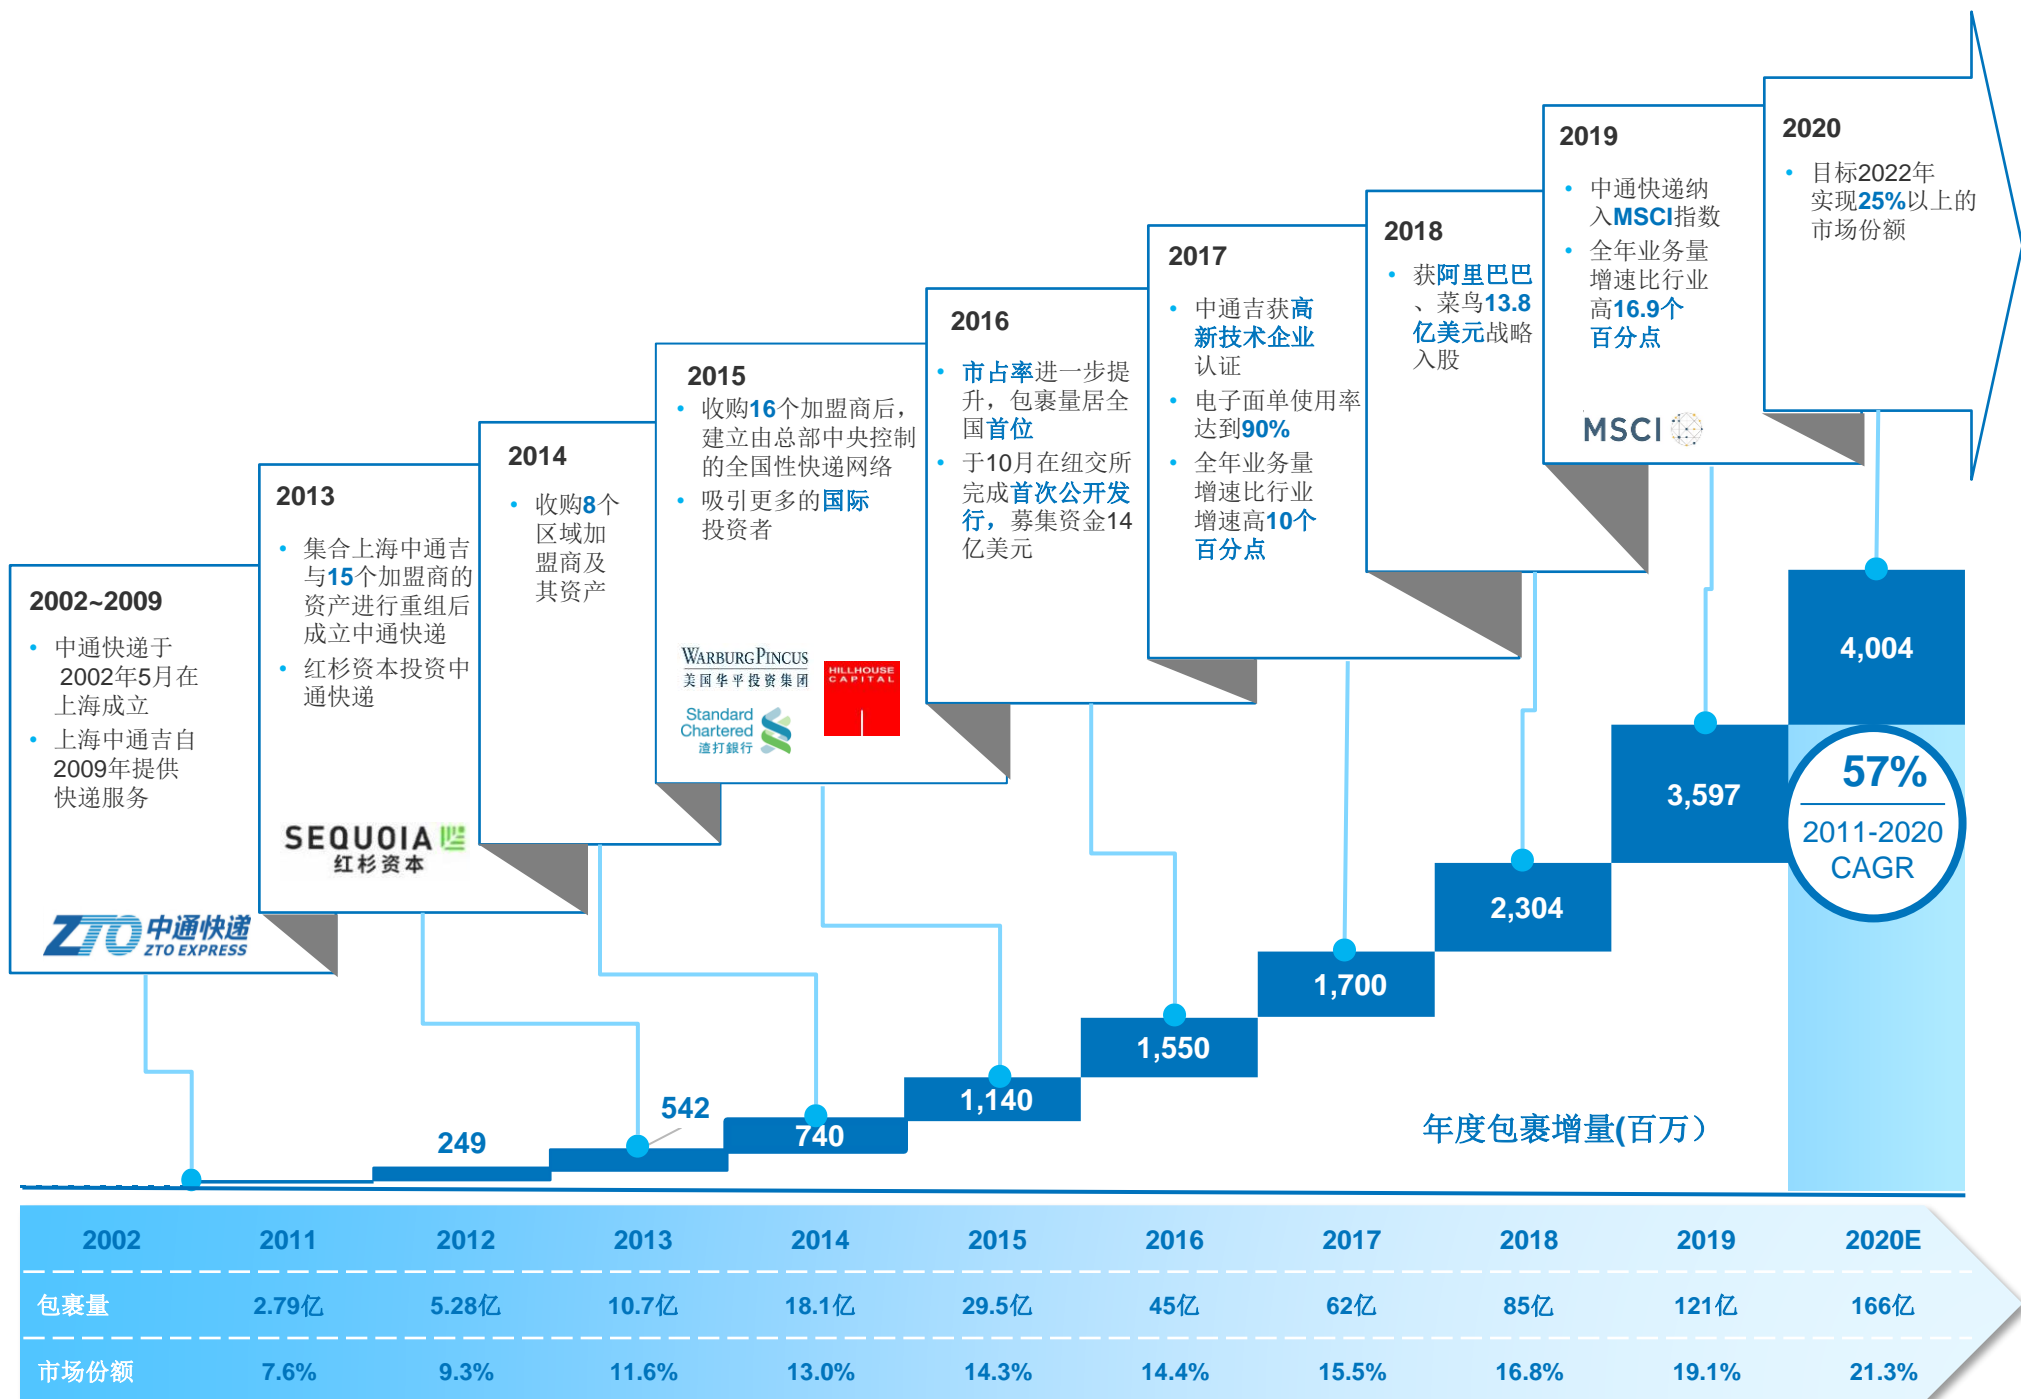 2002~2009
• 中通快递于
2002年5月在
上海成立
• 上海中通吉自
2009年提供
快递服务
ZTO 中通快递
ZTO EXPRESS
2013
• 集合上海中通吉
与15个加盟商的
资产进行重组后
成立中通快递
• 红杉资本投资中
通快递
SEQUOIA
红杉资本
2014
• 收购8个
区域加
盟商及
其资产
2015
• 收购16个加盟商后，
建立由总部中央控制
的全国性快递网络
• 吸引更多的国际
投资者
WARBURG PINCUS
美国华平投资集团
HILLHOUSE
CAPITAL
Standard
Chartered
渣打銀行
2016
• 市占率进一步提
升，包裹量居全
国首位
• 于10月在纽交所
完成首次公开发
行，募集资金14
亿美元
2017
• 中通吉获高
新技术企业
认证
• 电子面单使用率
达到90%
• 全年业务量
增速比行业
增速高10个
百分点
2018
• 获阿里巴巴
、菜鸟13.8
亿美元战略
入股
2019
• 中通快递纳
入MSCI指数
• 全年业务量
增速比行业
高16.9个
百分点
MSCI
2020
• 目标2022年
实现25%以上的
市场份额
249
542
740
1,140
1,550
1,700
2,304
3,597
4,004
57%
2011-2020
CAGR
年度包裹增量(百万）
2002 2011 2012 2013 2014 2015 2016 2017 2018 2019 2020E
包裹量 2.79亿 5.28亿 10.7亿 18.1亿 29.5亿 45亿 62亿 85亿 121亿 166亿
市场份额 7.6% 9.3% 11.6% 13.0% 14.3% 14.4% 15.5% 16.8% 19.1% 21.3%